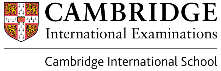 CAMBRIDGE
International Examinations
Cambridge International School